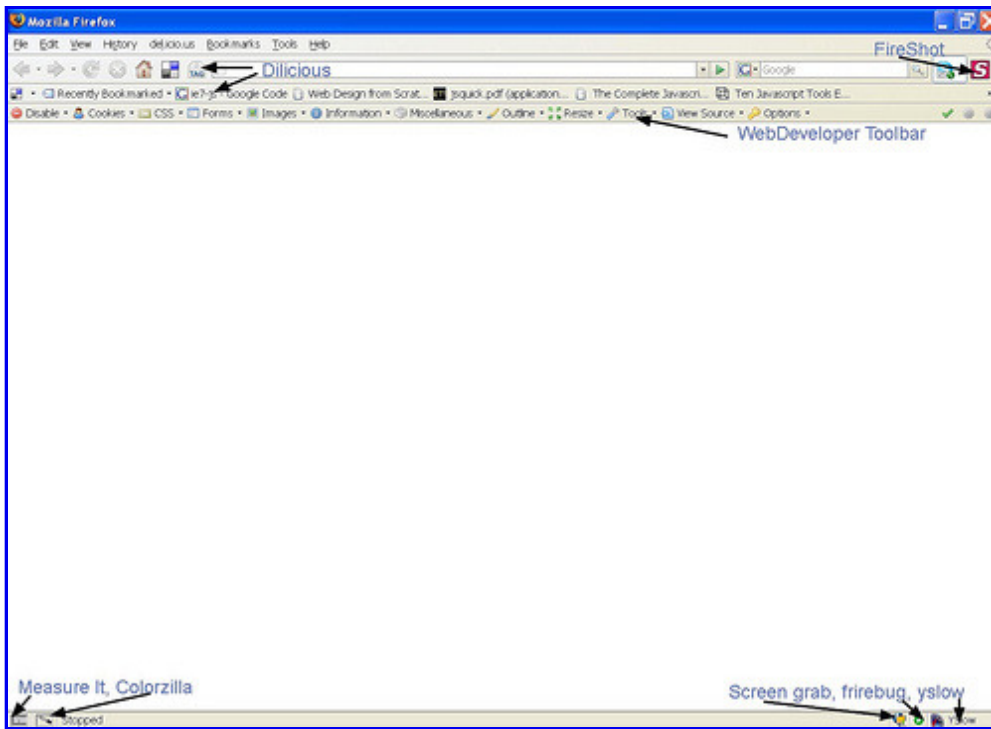 Mozilla Firefox
File Edit View History del.icio.us Bookmarks Tools Help
FireShot
TAG
Dilicious
Google
Recently Bookmarked ie7-js - Google Code Web Design from Scrat... jsquick.pdf (application... The Complete Javascri... Ten Javascript Tools E...
Disable Cookies CSS Forms Images Information Miscellaneous Outline Resize Tools View Source Options
WebDeveloper Toolbar
Measure It, Colorzilla
Screen grab, frirebug, yslow
Stopped
YSlow